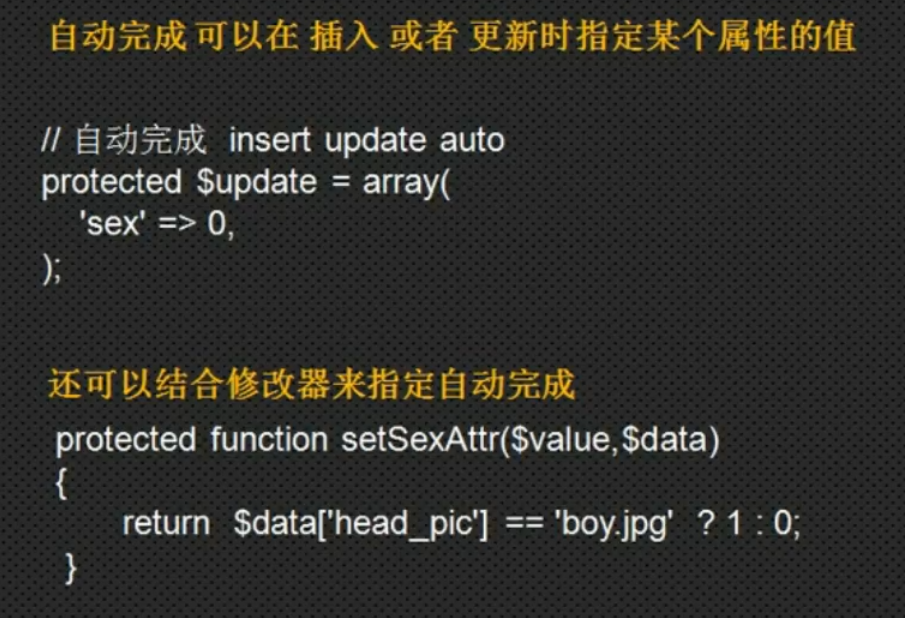 自动完成 可以在 插入 或者 更新时指定某个属性的值
// 自动完成  insert update auto
protected $update = array(
'sex' => 0,
);
还可以结合修改器来指定自动完成
protected function setSexAttr($value,$data)
{
return  $data['head_pic'] == 'boy.jpg'  ? 1 : 0;
}